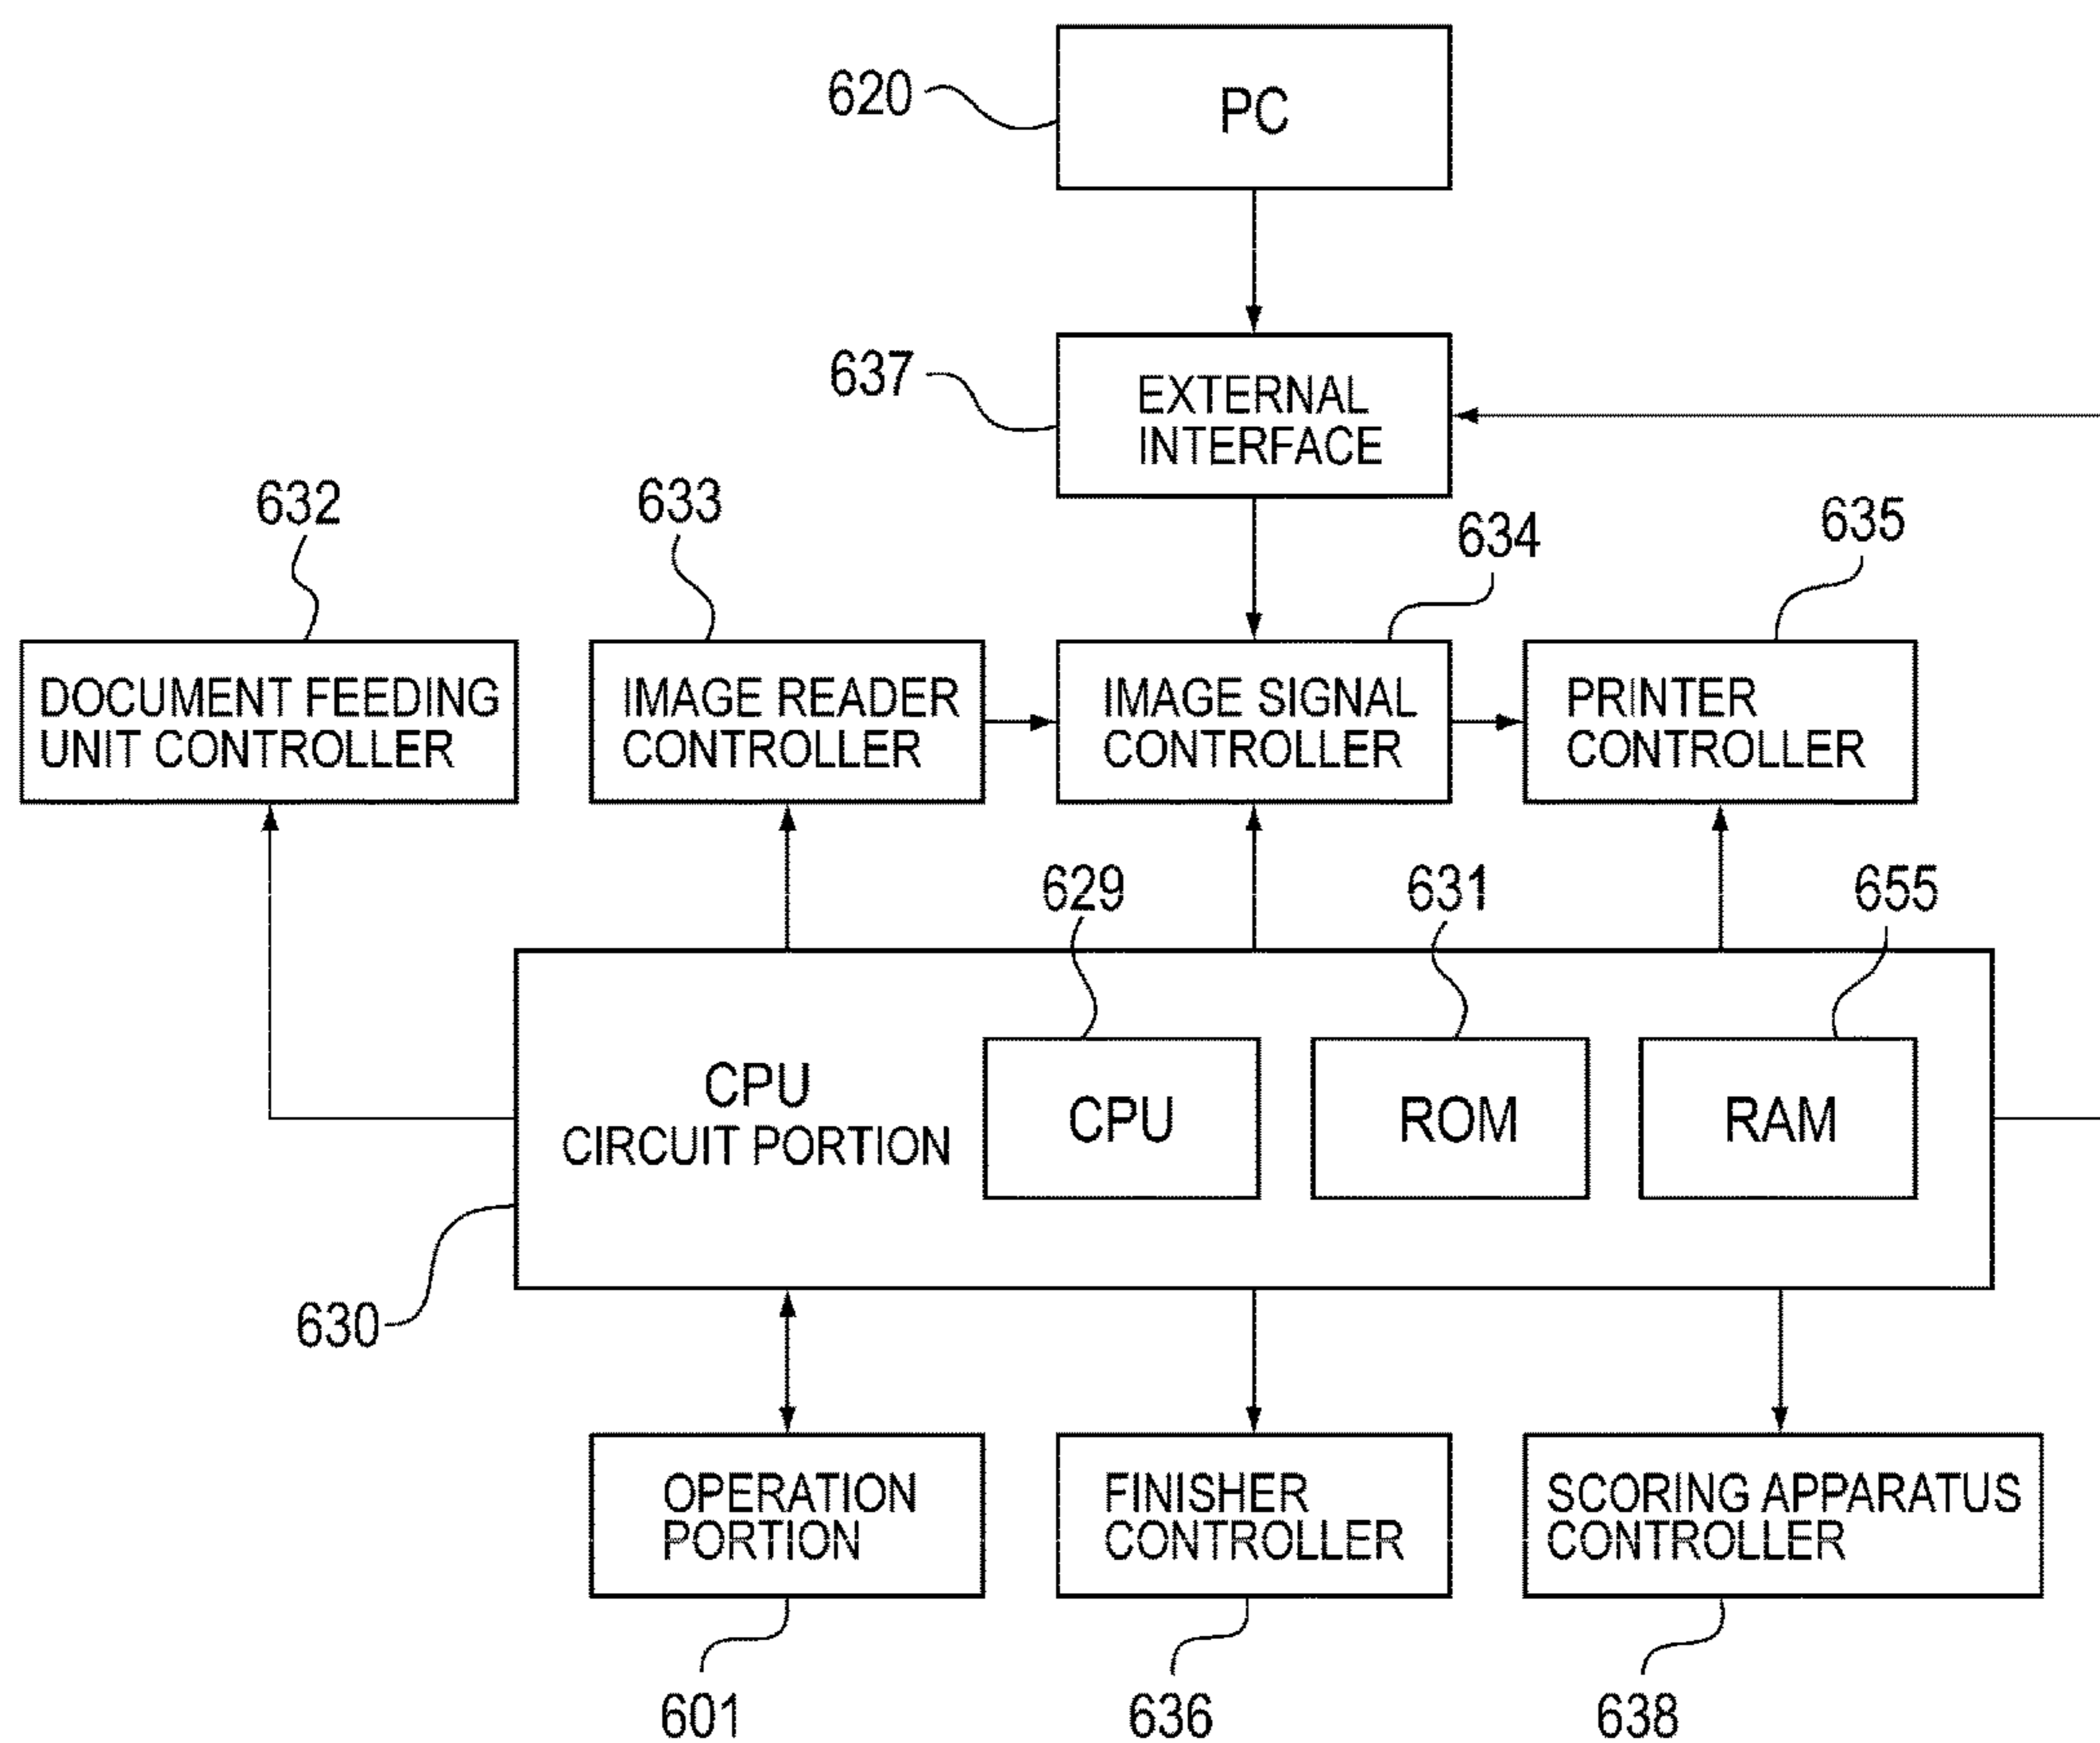 620
PC
637
EXTERNAL
INTERFACE
632
633
634
635
DOCUMENT FEEDING
UNIT CONTROLLER
IMAGE READER
CONTROLLER
IMAGE SIGNAL
CONTROLLER
PRINTER
CONTROLLER
629
631
655
CPU
CIRCUIT PORTION
CPU
ROM
RAM
630
OPERATION
PORTION
FINISHER
CONTROLLER
SCORING APPARATUS
CONTROLLER
601
636
638